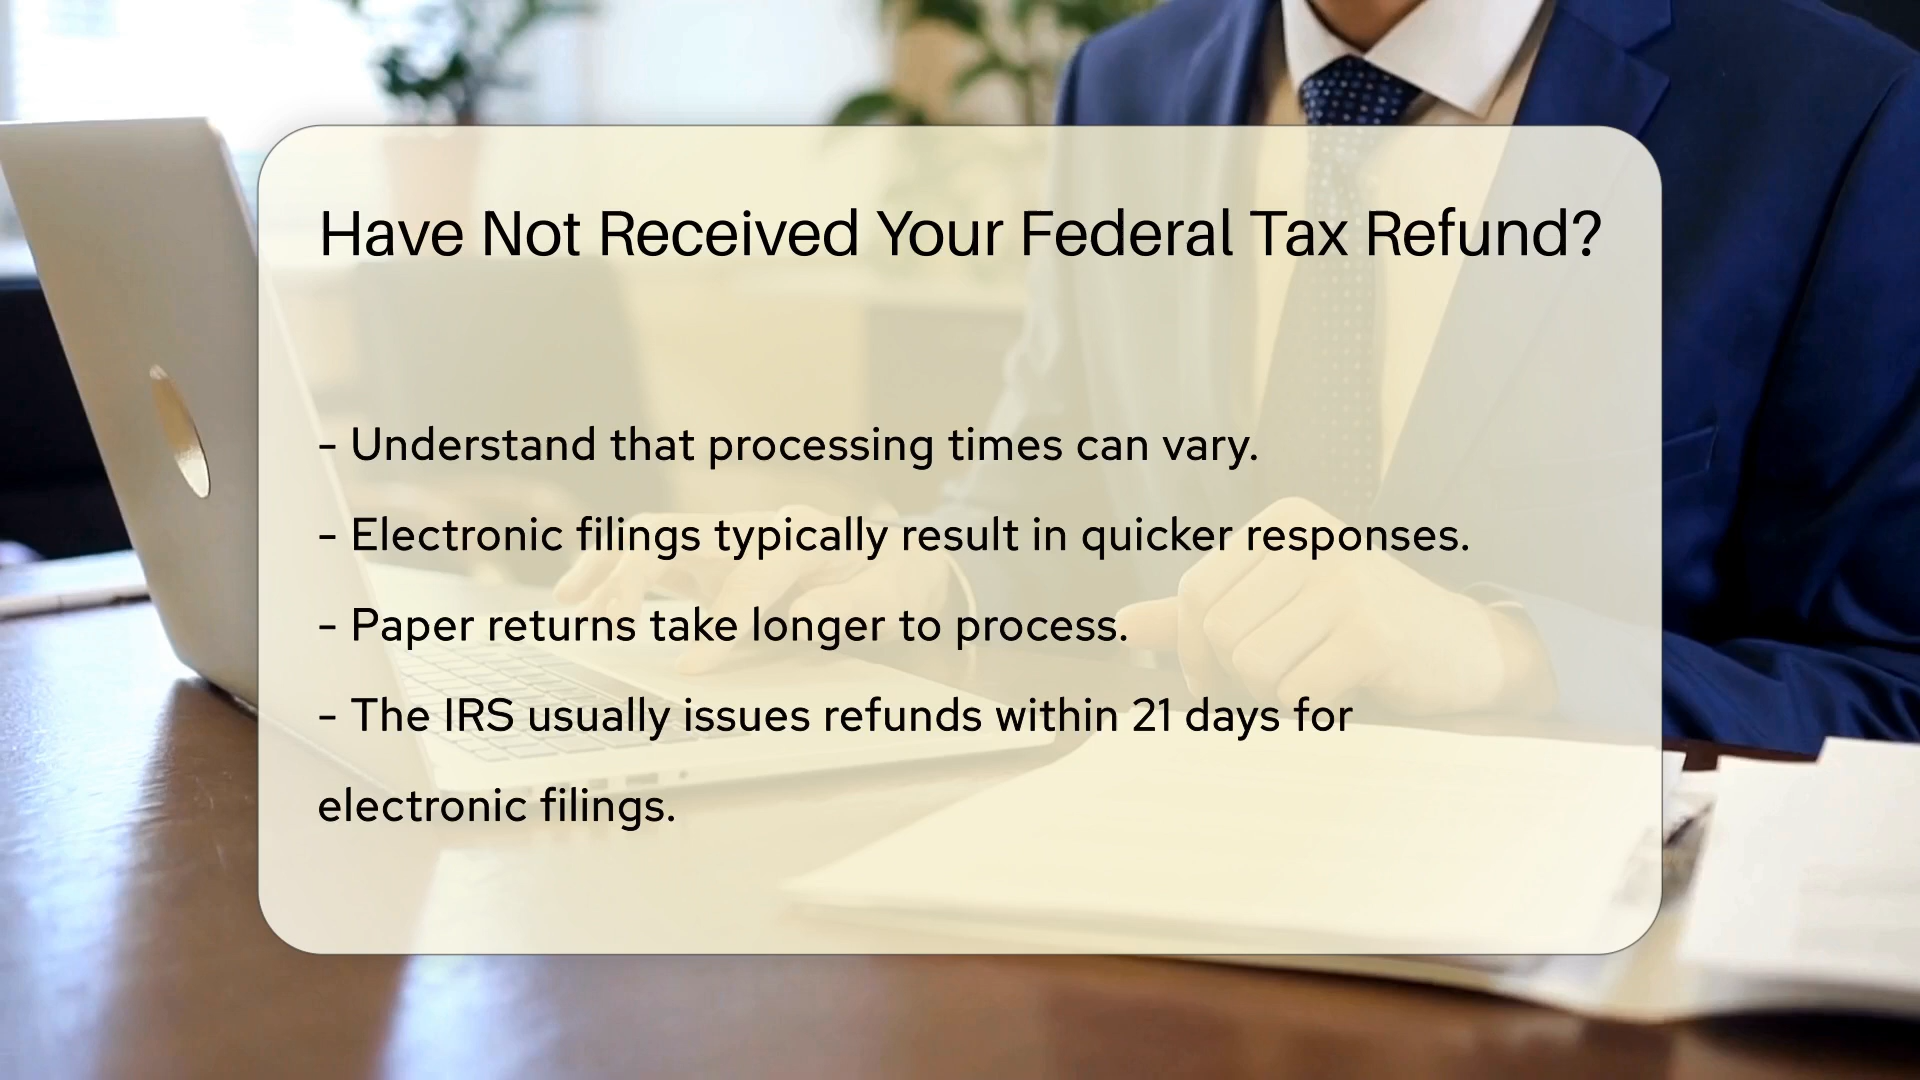 Have Not Received Your Federal Tax Refund?
- Understand that processing times can vary.
- Electronic filings typically result in quicker responses.
- Paper returns take longer to process.
- The IRS usually issues refunds within 21 days for
electronic filings.